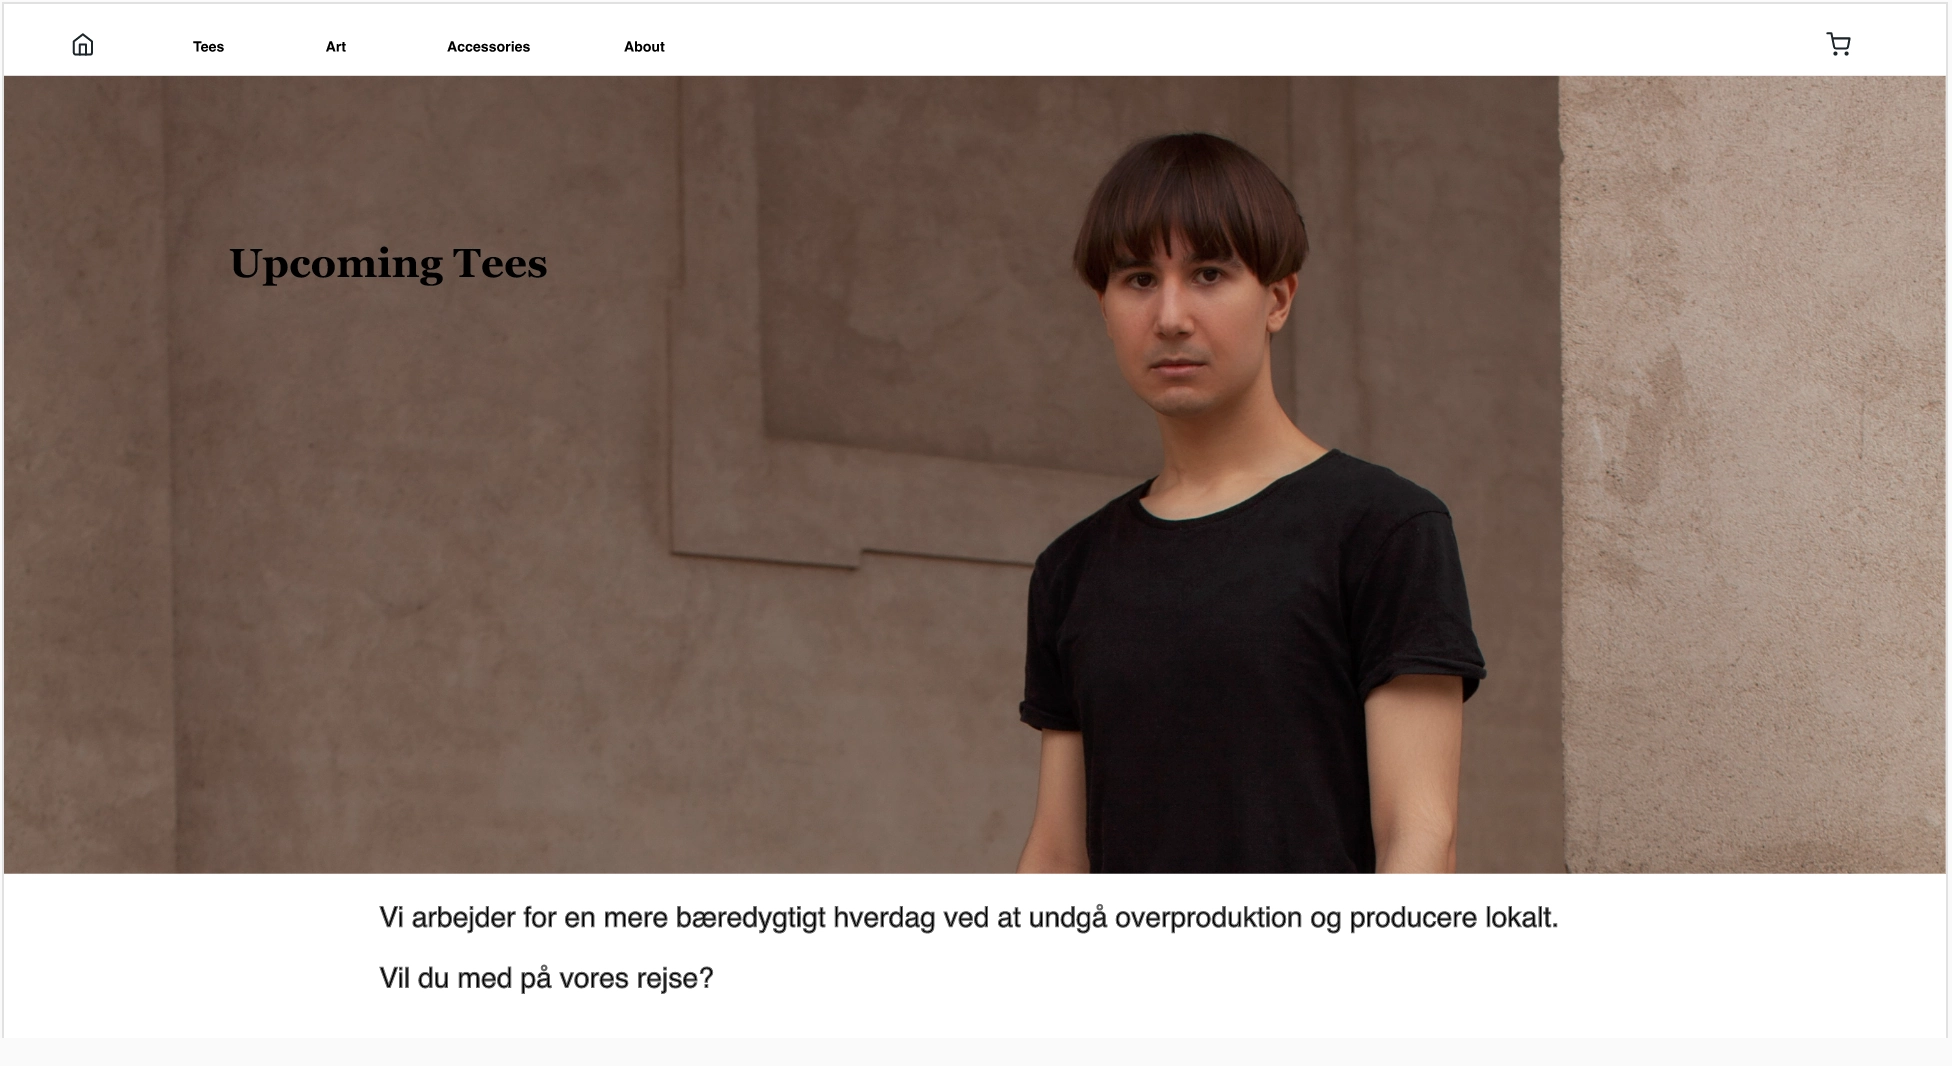 Tees
Art
Accessories
About
Upcoming Tees
Vi arbejder for en mere bæredygtigt hverdag ved at undgå overproduktion og producere lokalt.
Vil du med på vores rejse?